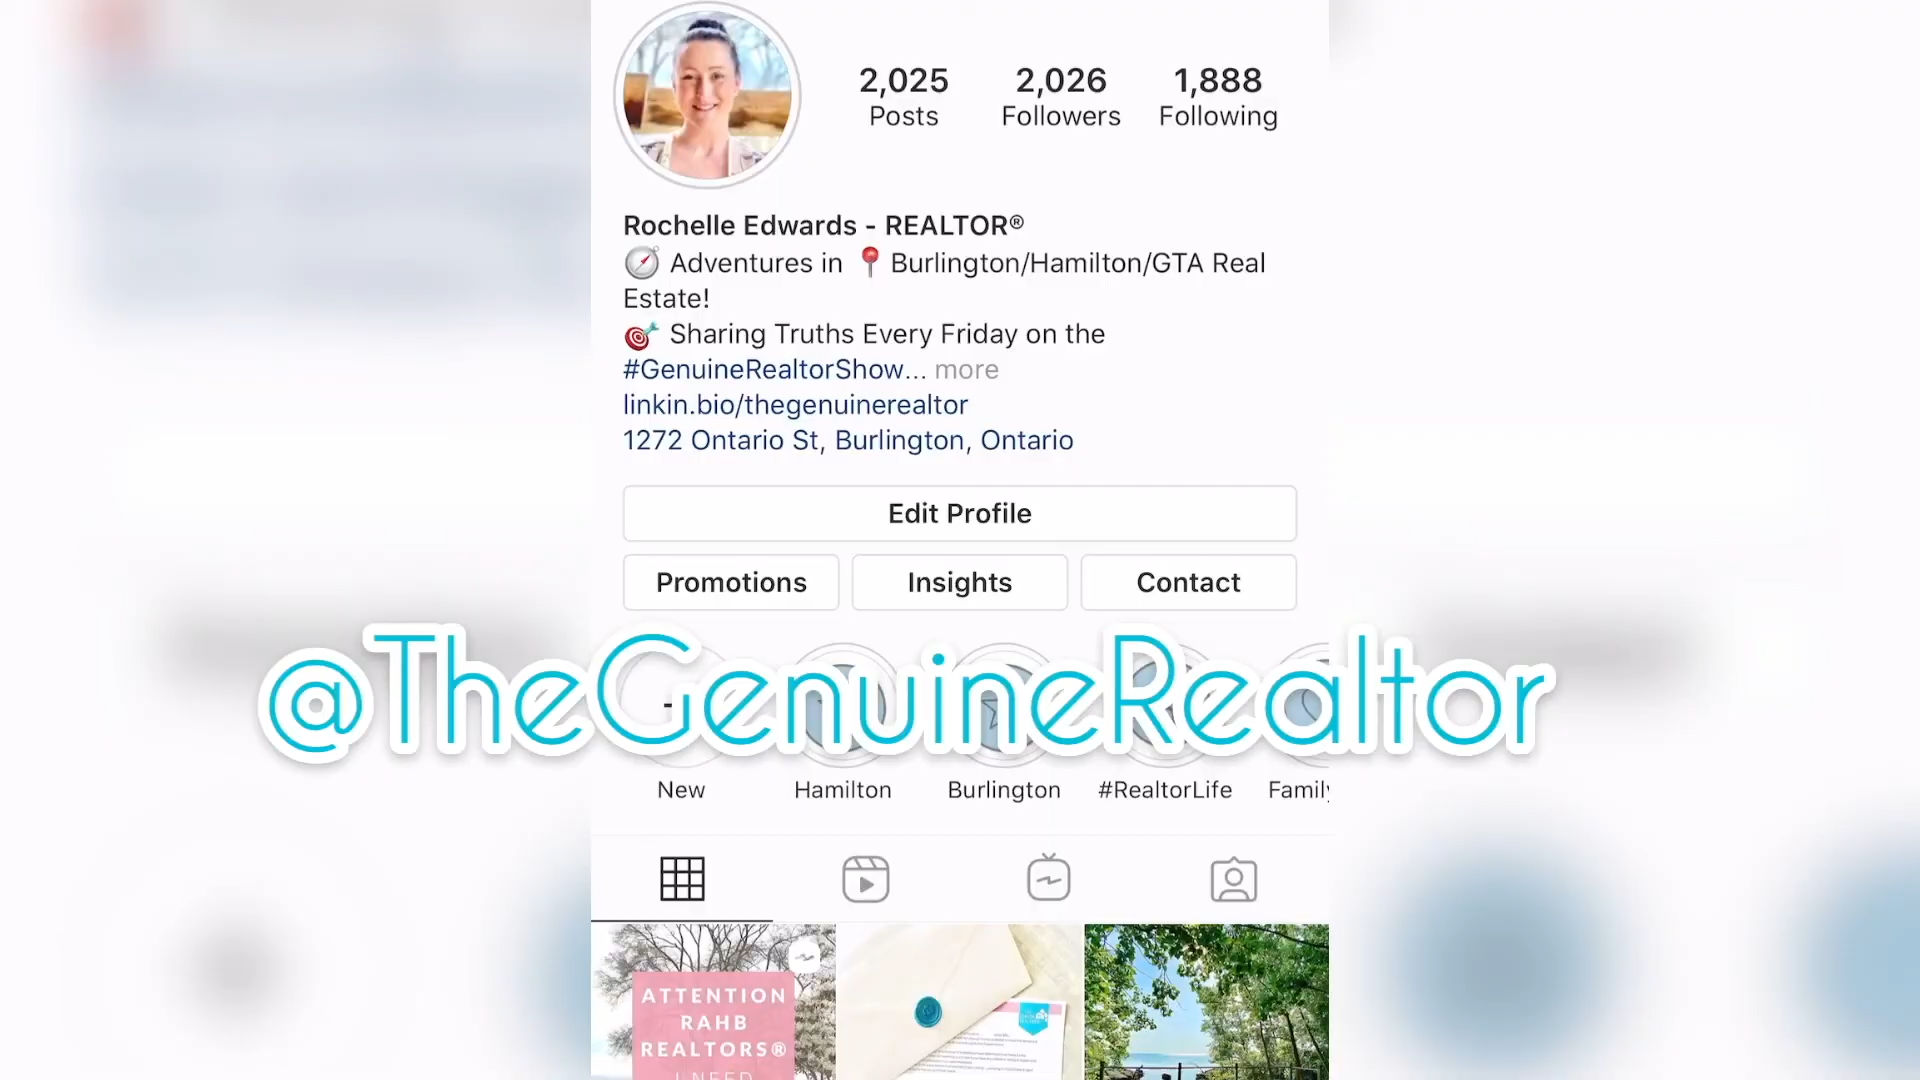 2,025 2,026 1,888
Posts Followers Following
Rochelle Edwards - REALTOR®
Adventures in Burlington/Hamilton/GTA Real
Estate!
Sharing Truths Every Friday on the
#GenuineRealtorShow... more
linkin.bio/thegenuinerealtor
1272 Ontario St, Burlington, Ontario
Edit Profile
Promotions Insights Contact
@TheGenuineRealtor
New Hamilton Burlington #RealtorLife Family
ATTENTION
RAHB
REALTORS®
I NEED